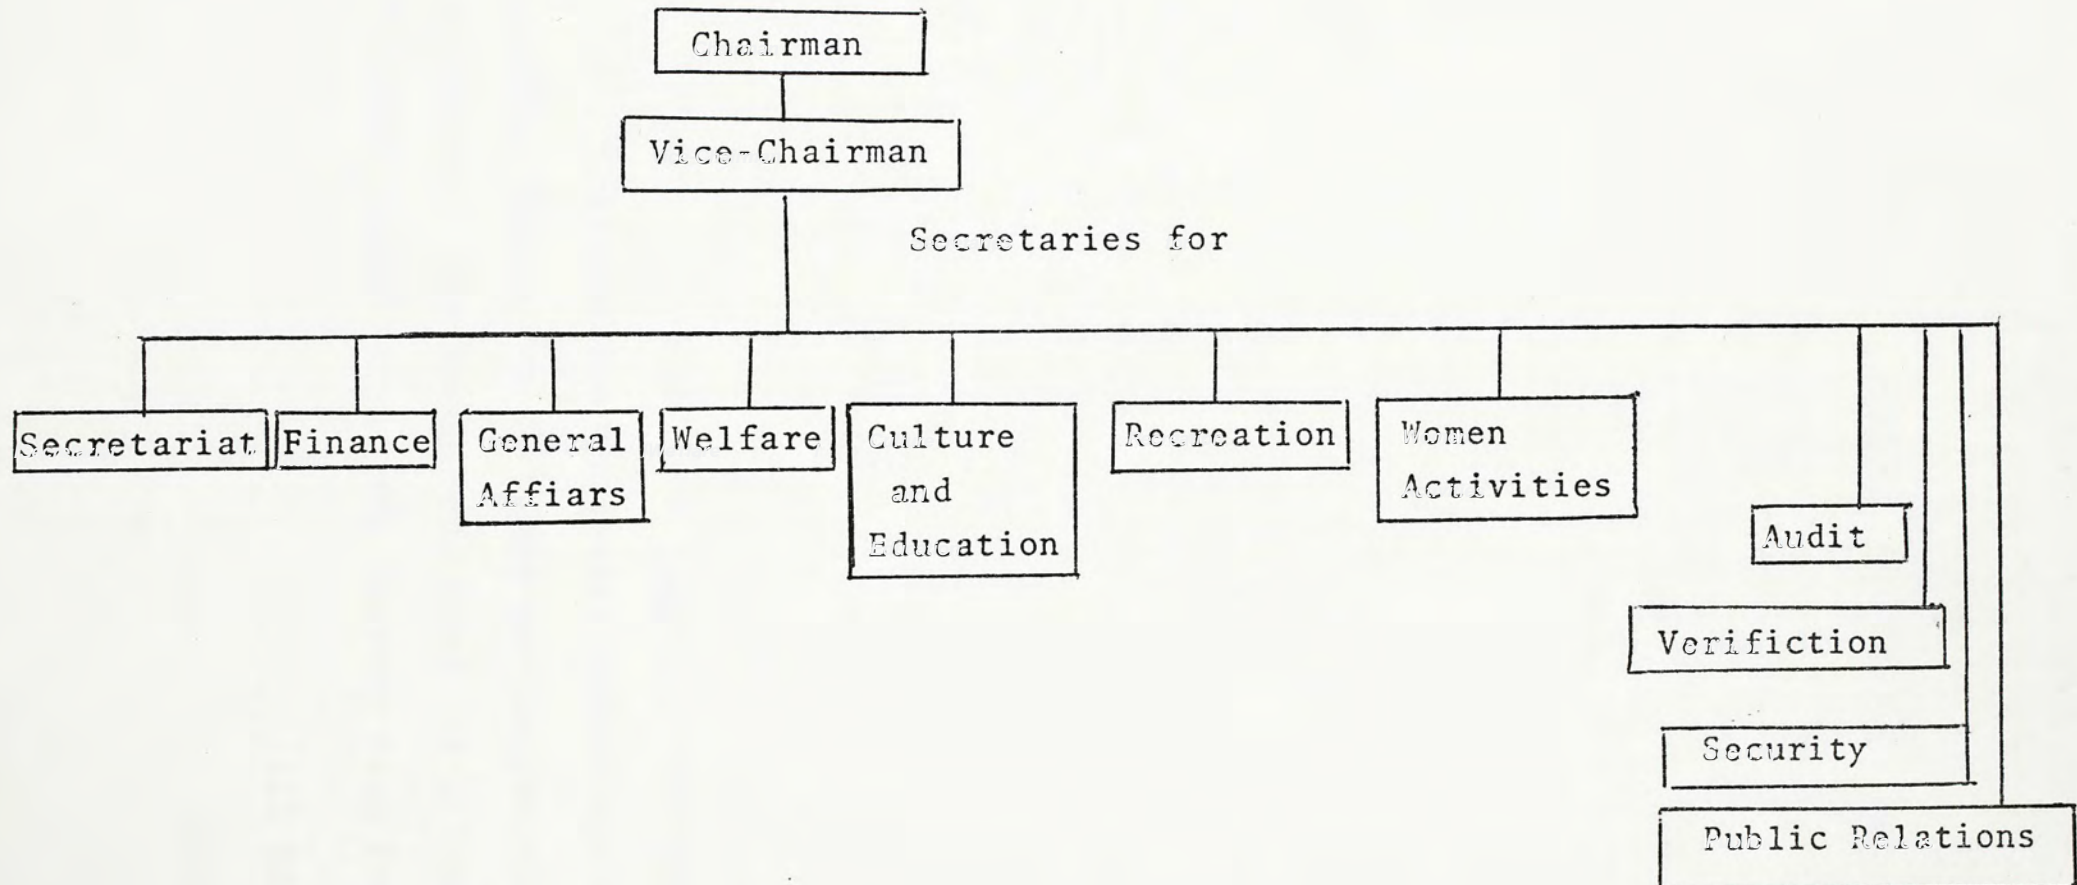 Chairman
Vice-Chairman
Secretaries for
Secretariat
Finance
General
Affiars
Welfare
Culture
and
Education
Recreation
Women
Activities
Audit
Verifiction
Security
Public Relations